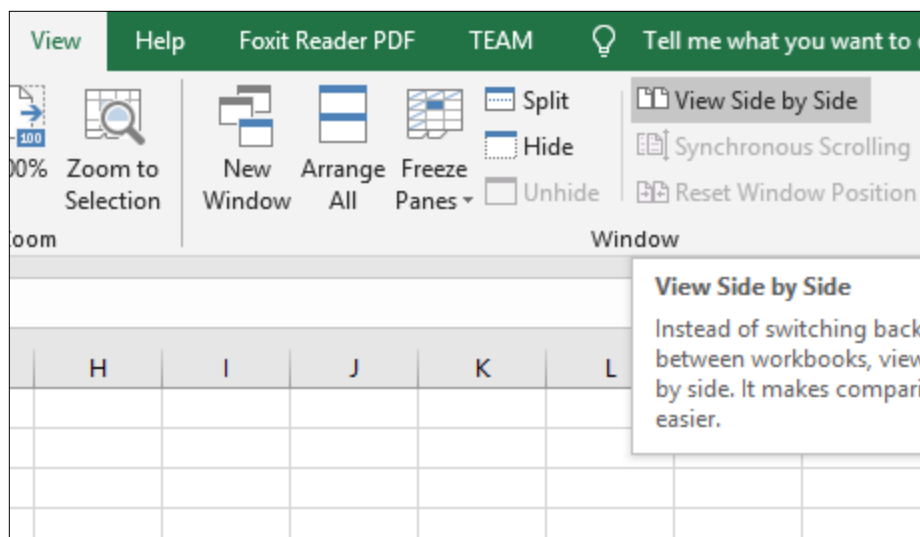 View Help Foxit Reader PDF TEAM Tell me what you want to
100
Zoom to Selection
New Window
Arrange All
Freeze Panes
Split
Hide
Unhide
View Side by Side
Synchronous Scrolling
Reset Window Position
Window
View Side by Side
Instead of switching back
between workbooks, view
by side. It makes compari
easier.
H I J K L